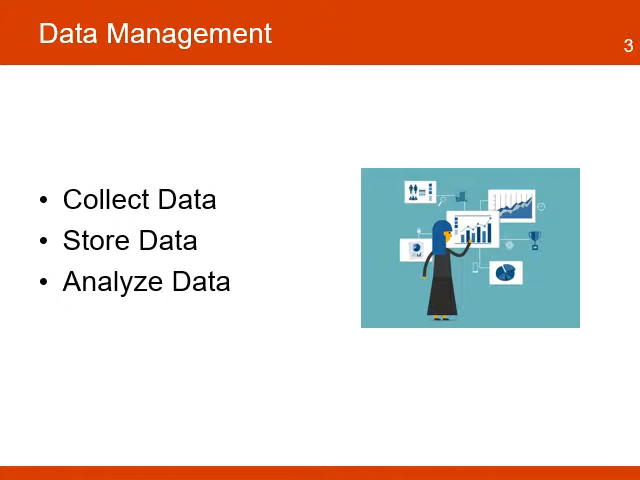 Data Management
3
• Collect Data
• Store Data
• Analyze Data